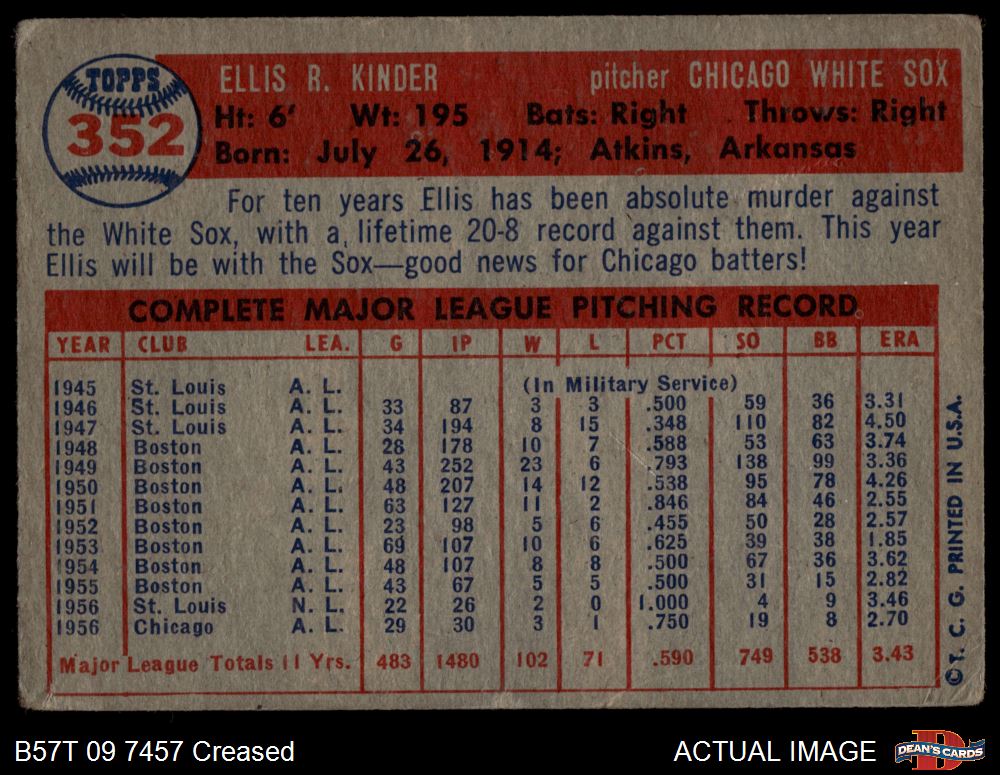 TOPPS
352
ELLIS R. KINDER pitcher CHICAGO WHITE SOX
Ht: 6' Wt: 195 Bats: Right Throws: Right
Born: July 26, 1914; Atkins, Arkansas
For ten years Ellis has been absolute murder against
the White Sox, with a lifetime 20-8 record against them. This year
Ellis will be with the Sox—good news for Chicago batters!
COMPLETE MAJOR LEAGUE PITCHING RECORD
YEAR CLUB LEA. G IP W L PCT SO BB ERA
1945 St. Louis A. L. (In Military Service)
1946 St. Louis A. L. 33 87 3 3 .500 59 36 3.31
1947 St. Louis A. L. 34 194 8 15 .348 110 82 4.50
1948 Boston A. L. 28 178 10 7 .588 53 63 3.74
1949 Boston A. L. 43 252 23 6 .793 138 99 3.36
1950 Boston A. L. 48 207 14 12 .538 95 78 4.26
1951 Boston A. L. 63 127 11 2 .846 84 46 2.55
1952 Boston A. L. 23 98 5 6 .455 50 28 2.57
1953 Boston A. L. 69 107 10 6 .625 39 38 1.85
1954 Boston A. L. 48 107 8 8 .500 67 36 3.62
1955 Boston A. L. 43 67 5 5 .500 31 15 2.82
1956 St. Louis N. L. 22 26 2 0 1.000 4 9 3.46
1956 Chicago A. L. 29 30 3 1 .750 19 8 2.70
Major League Totals 11 Yrs. 483 1480 102 71 .590 749 538 3.43
© T. C. G. PRINTED IN U.S.A.
B57T 09 7457 Creased
ACTUAL IMAGE
DEAN'S CARDS